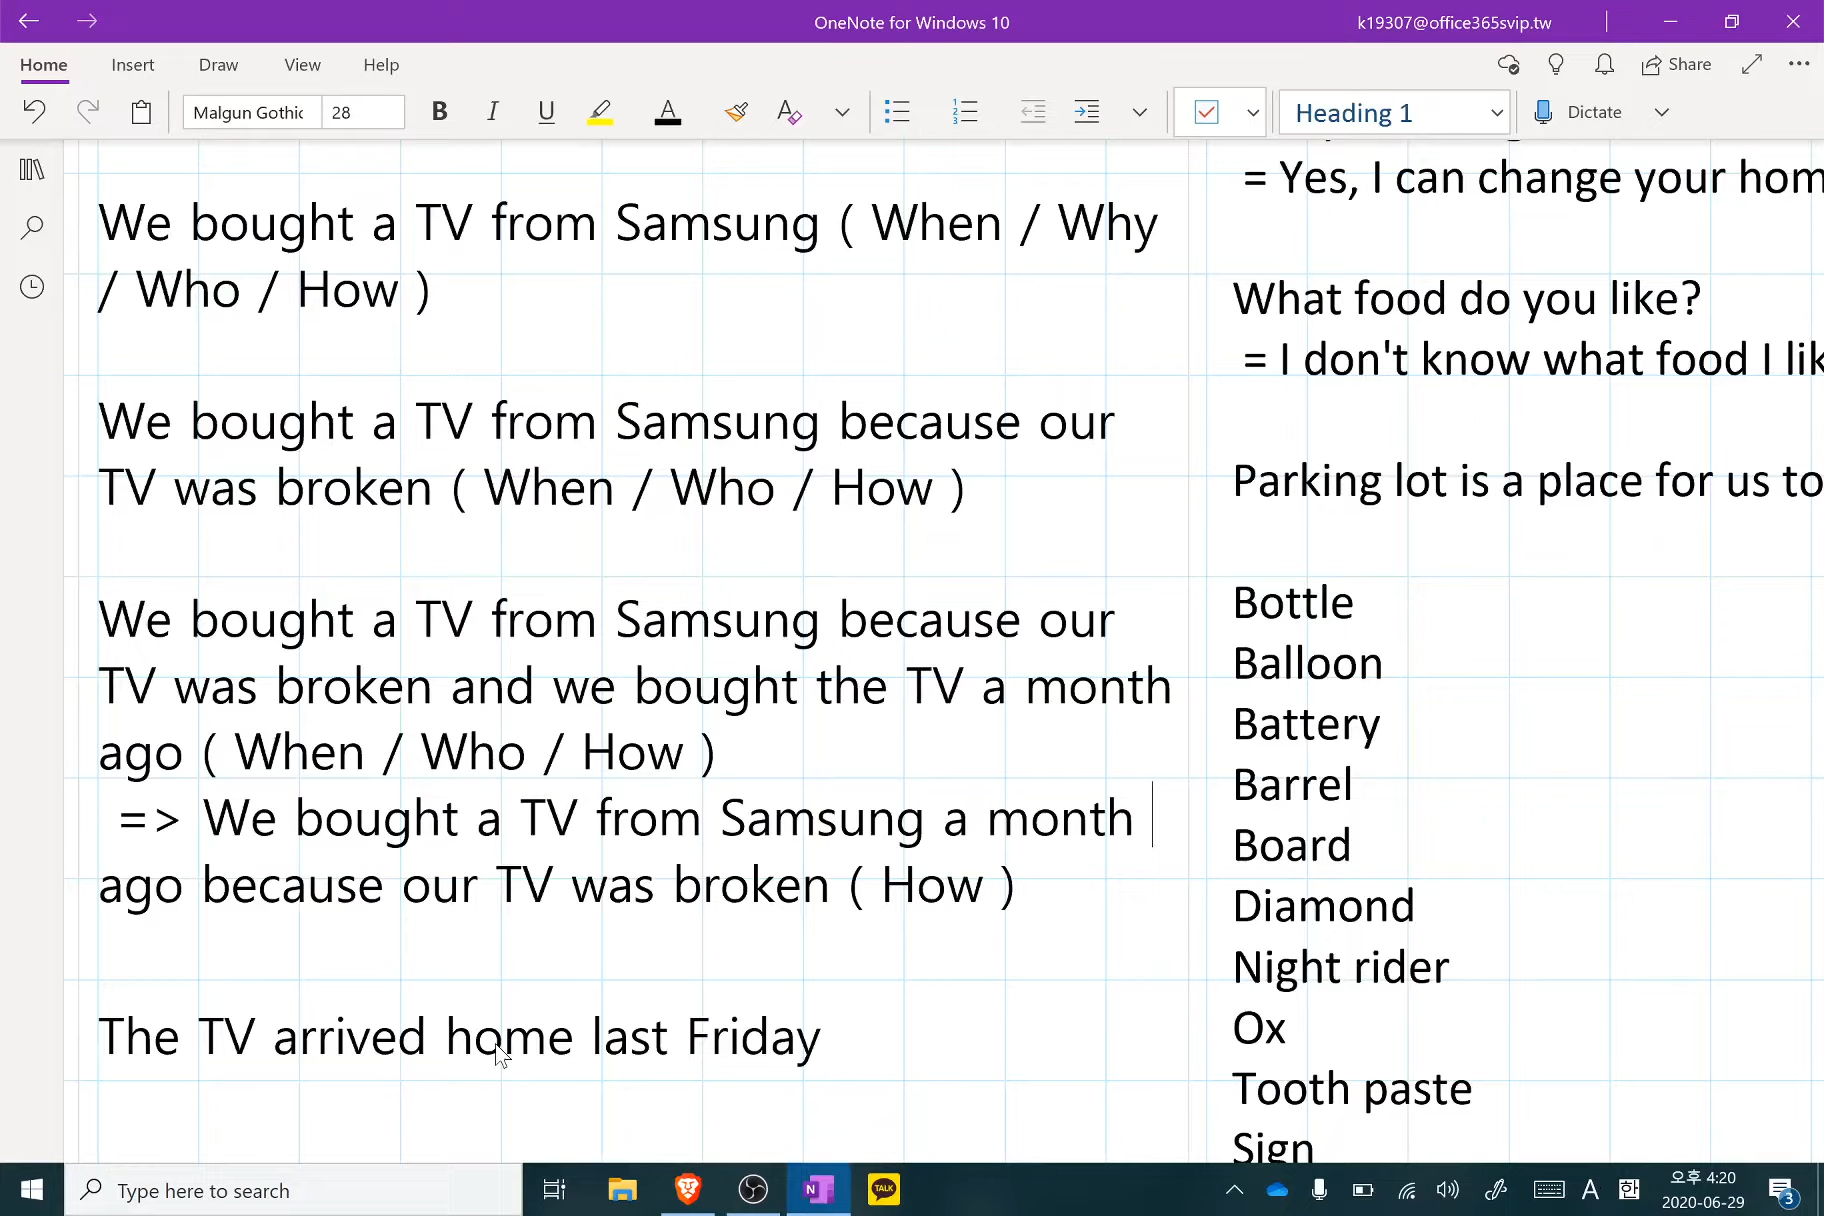 OneNote for Windows 10
k19307@office365svip.tw
Home
Insert
Draw
View
Help
Share
Malgun Gothic
28
B
I
U
A
A
Heading 1
Dictate
We bought a TV from Samsung ( When / Why
/ Who / How )
We bought a TV from Samsung because our
TV was broken ( When / Who / How )
We bought a TV from Samsung because our
TV was broken and we bought the TV a month
ago ( When / Who / How )
=> We bought a TV from Samsung a month
ago because our TV was broken ( How )
The TV arrived home last Friday
= Yes, I can change your hom
What food do you like?
= I don't know what food I lik
Parking lot is a place for us to
Bottle
Balloon
Battery
Barrel
Board
Diamond
Night rider
Ox
Tooth paste
Sign
Type here to search
N
TALK
A
한
오후 4:20
2020-06-29
3